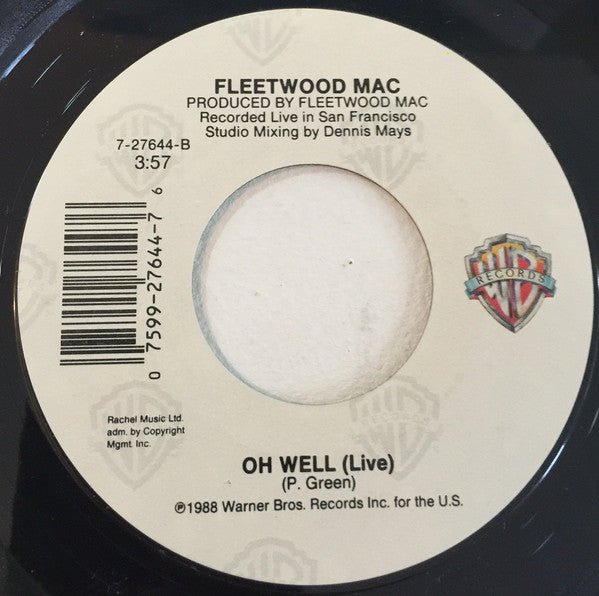 FLEETWOOD MAC
PRODUCED BY FLEETWOOD MAC
Recorded Live in San Francisco
Studio Mixing by Dennis Mays
7-27644-B
3:57
0 7599-27644-7 6
WB
RECORDS
Rachel Music Ltd.
adm. by Copyright
Mgmt. Inc.
OH WELL (Live)
(P. Green)
℗1988 Warner Bros. Records Inc. for the U.S.